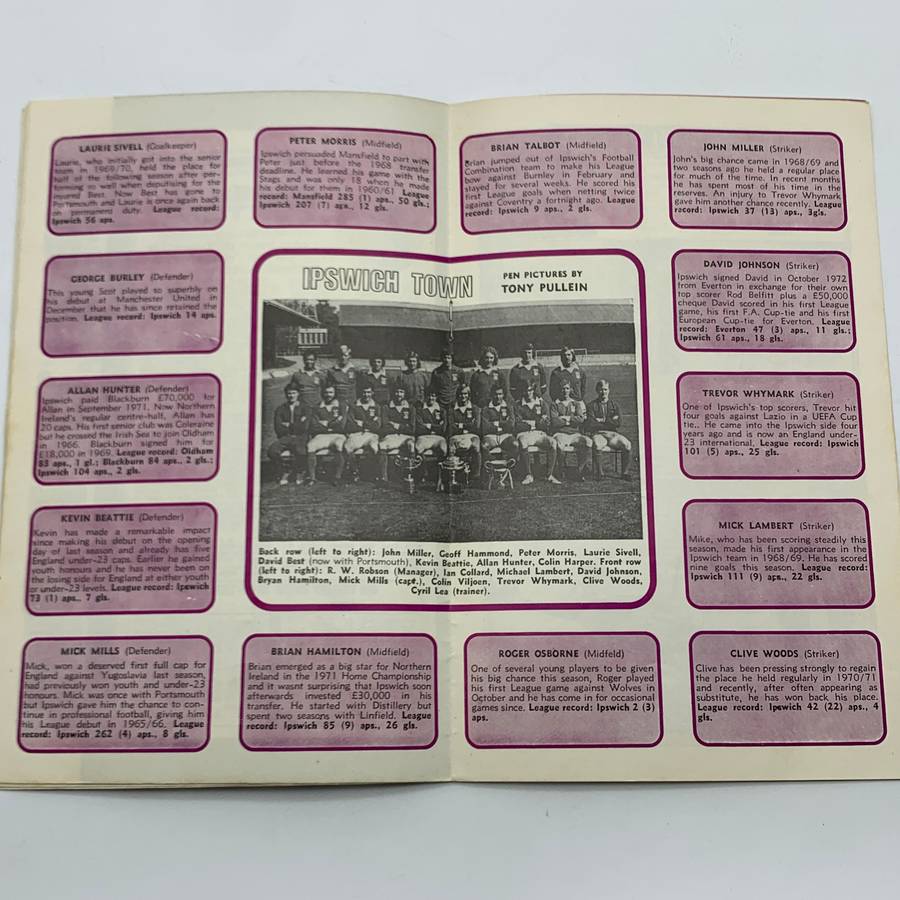 LAURIE SIVELL (Goalkeeper)
Laurie, who initially got into the senior
team in 1969/70, held the place for
half of the following season after per-
forming so well when deputising for the
injured Best. Now Best has gone to
Portsmouth and Laurie is once again back
on permanent duty. League record:
Ipswich 56 aps.
GEORGE BURLEY (Defender)
This young Scot played so superbly on
his debut at Manchester United in
December that he has since retained the
position. League record: Ipswich 14 aps.
ALLAN HUNTER (Defender)
Ipswich paid Blackburn £70,000 for
Allan in September 1971. Now Northern
Ireland's regular centre-half, Allan has
20 caps. His first senior club was Coleraine
but he crossed the Irish Sea to join Oldham
in 1966. Blackburn signed him for
£18,000 in 1969. League record: Oldham
83 aps., 1 gl.; Blackburn 84 aps., 2 gls.;
Ipswich 104 aps., 2 gls.
KEVIN BEATTIE (Defender)
Kevin has made a remarkable impact
since making his debut on the opening
day of last season and already has five
England under-23 caps. Earlier he gained
youth honours and he has never been on
the losing side for England at either youth
or under-23 levels. League record: Ipswich
73 (1) aps., 7 gls.
MICK MILLS (Defender)
Mick, won a deserved first full cap for
England against Yugoslavia last season,
had previously won youth and under-23
honours. Mick was once with Portsmouth
but Ipswich gave him the chance to con-
tinue in professional football, giving him
his League debut in 1965/66. League
record: Ipswich 262 (4) aps., 8 gls.
PETER MORRIS (Midfield)
Ipswich persuaded Mansfield to part with
Peter just before the 1968 transfer
deadline. He learned his game with the
Stags and was only 18 when he made
his debut for them in 1960/61 League
record: Mansfield 285 (1) aps., 50 gls.;
Ipswich 207 (7) aps., 12 gls.
BRIAN TALBOT (Midfield)
Brian jumped out of Ipswich's Football
Combination team to make his League
bow against Burnley in February and
stayed for several weeks. He scored his
first League goals when netting twice
against Coventry a fortnight ago. League
record: Ipswich 9 aps., 2 gls.
IPSWICH TOWN
PEN PICTURES BY
TONY PULLEIN
Back row (left to right): John Miller, Geoff Hammond, Peter Morris, Laurie Sivell,
David Best (now with Portsmouth), Kevin Beattie, Allan Hunter, Colin Harper. Front row
(left to right): R. W. Robson (Manager), Ian Collard, Michael Lambert, David Johnson,
Bryan Hamilton, Mick Mills (capt.), Colin Viljoen, Trevor Whymark, Clive Woods,
Cyril Lea (trainer).
BRIAN HAMILTON (Midfield)
Brian emerged as a big star for Northern
Ireland in the 1971 Home Championship
and it wasnt surprising that Ipswich soon
afterwards invested £30,000 in his
transfer. He started with Distillery but
spent two seasons with Linfield. League
record: Ipswich 85 (9) aps., 26 gls.
ROGER OSBORNE (Midfeld)
One of several young players to be given
his big chance this season, Roger played
his first League game against Wolves in
October and he has come in for occasional
games since. League record: Ipswich 2 (3)
aps.
JOHN MILLER (Striker)
John's big chance came in 1968/69 and
two seasons ago he held a regular place
for much of the time. In recent months
he has spent most of his time in the
reserves. An injury to Trevor Whymark
gave him another chance recently. League
record: Ipswich 37 (13) aps., 3gls.
DAVID JOHNSON (Striker)
Ipswich signed David in October 1972
from Everton in exchange for their own
top scorer Rod Belfitt plus a £50,000
cheque David scored in his first League
game, his first F.A. Cup-tie and his first
European Cup-tie for Everton. League
record: Everton 47 (3) aps., 11 gls.;
Ipswich 61 aps., 18 gls.
TREVOR WHYMARK (Striker)
One of Ipswich's top scorers, Trevor hit
four goals against Lazio in a UEFA Cup
tie.. He came into the Ipswich side four
years ago and is now an England under-
23 international. League record: Ipswich
101 (5) aps., 25 gls.
MICK LAMBERT (Striker)
Mike, who has been scoring steadily this
season, made his first appearance in the
Ipswich team in 1968/69. He has scored
nine goals this season. League record:
Ipswich 111 (9) aps., 22 gls.
CLIVE WOODS (Striker)
Clive has been pressing strongly to regain
the place he held regularly in 1970/71
and recently, after often appearing as
substitute, he has won back, his place.
League record: Ipswich 42 (22) aps., 4
gls.